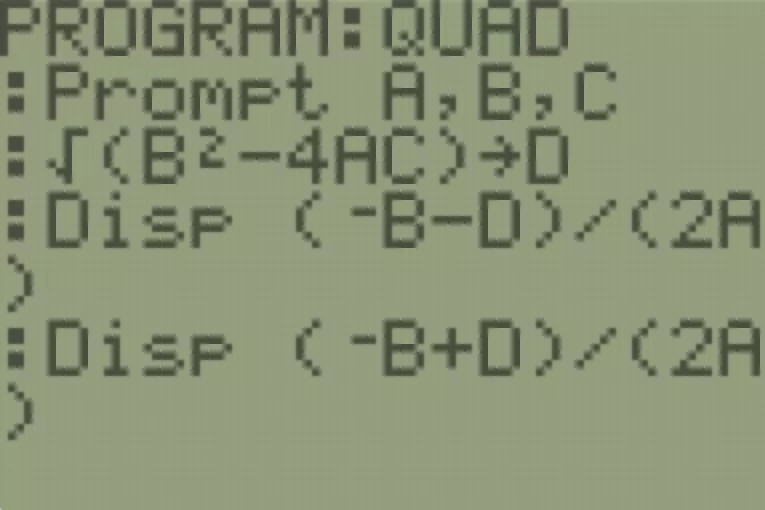 PROGRAM:QUAD
:Prompt A,B,C
:√(B²-4AC)→D
:Disp (⁻B-D)/(2A
)
:Disp (⁻B+D)/(2A
)